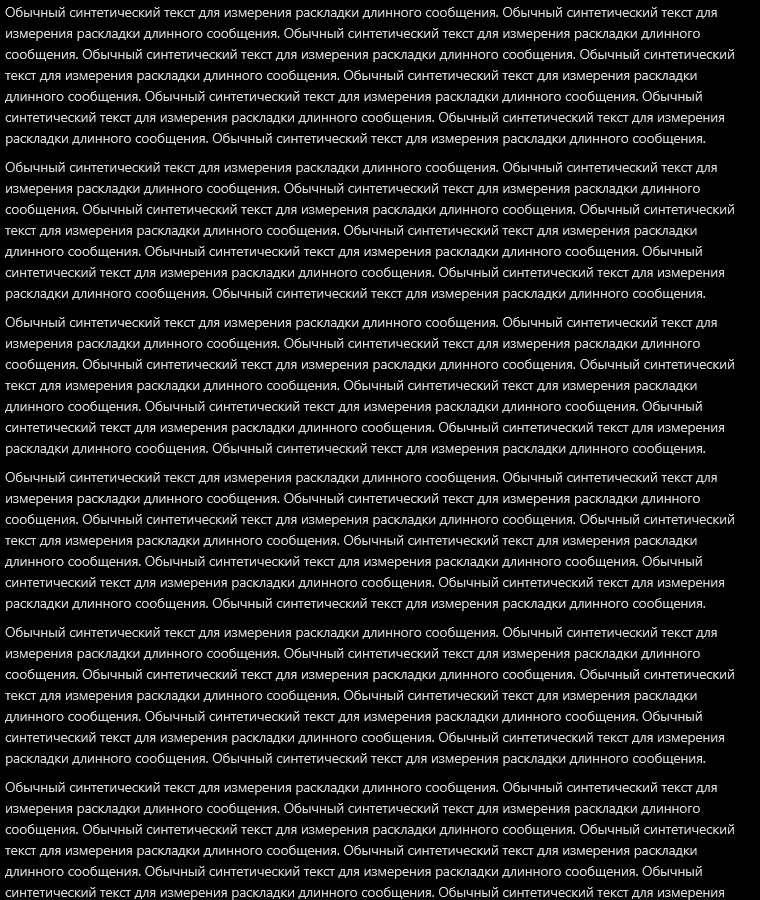 Обычный синтетический текст для измерения раскладки длинного сообщения. Обычный синтетический текст для
измерения раскладки длинного сообщения. Обычный синтетический текст для измерения раскладки длинного
сообщения. Обычный синтетический текст для измерения раскладки длинного сообщения. Обычный синтетический
текст для измерения раскладки длинного сообщения. Обычный синтетический текст для измерения раскладки
длинного сообщения. Обычный синтетический текст для измерения раскладки длинного сообщения. Обычный
синтетический текст для измерения раскладки длинного сообщения. Обычный синтетический текст для измерения
раскладки длинного сообщения. Обычный синтетический текст для измерения раскладки длинного сообщения.
Обычный синтетический текст для измерения раскладки длинного сообщения. Обычный синтетический текст для
измерения раскладки длинного сообщения. Обычный синтетический текст для измерения раскладки длинного
сообщения. Обычный синтетический текст для измерения раскладки длинного сообщения. Обычный синтетический
текст для измерения раскладки длинного сообщения. Обычный синтетический текст для измерения раскладки
длинного сообщения. Обычный синтетический текст для измерения раскладки длинного сообщения. Обычный
синтетический текст для измерения раскладки длинного сообщения. Обычный синтетический текст для измерения
раскладки длинного сообщения. Обычный синтетический текст для измерения раскладки длинного сообщения.
Обычный синтетический текст для измерения раскладки длинного сообщения. Обычный синтетический текст для
измерения раскладки длинного сообщения. Обычный синтетический текст для измерения раскладки длинного
сообщения. Обычный синтетический текст для измерения раскладки длинного сообщения. Обычный синтетический
текст для измерения раскладки длинного сообщения. Обычный синтетический текст для измерения раскладки
длинного сообщения. Обычный синтетический текст для измерения раскладки длинного сообщения. Обычный
синтетический текст для измерения раскладки длинного сообщения. Обычный синтетический текст для измерения
раскладки длинного сообщения. Обычный синтетический текст для измерения раскладки длинного сообщения.
Обычный синтетический текст для измерения раскладки длинного сообщения. Обычный синтетический текст для
измерения раскладки длинного сообщения. Обычный синтетический текст для измерения раскладки длинного
сообщения. Обычный синтетический текст для измерения раскладки длинного сообщения. Обычный синтетический
текст для измерения раскладки длинного сообщения. Обычный синтетический текст для измерения раскладки
длинного сообщения. Обычный синтетический текст для измерения раскладки длинного сообщения. Обычный
синтетический текст для измерения раскладки длинного сообщения. Обычный синтетический текст для измерения
раскладки длинного сообщения. Обычный синтетический текст для измерения раскладки длинного сообщения.
Обычный синтетический текст для измерения раскладки длинного сообщения. Обычный синтетический текст для
измерения раскладки длинного сообщения. Обычный синтетический текст для измерения раскладки длинного
сообщения. Обычный синтетический текст для измерения раскладки длинного сообщения. Обычный синтетический
текст для измерения раскладки длинного сообщения. Обычный синтетический текст для измерения раскладки
длинного сообщения. Обычный синтетический текст для измерения раскладки длинного сообщения. Обычный
синтетический текст для измерения раскладки длинного сообщения. Обычный синтетический текст для измерения
раскладки длинного сообщения. Обычный синтетический текст для измерения раскладки длинного сообщения.
Обычный синтетический текст для измерения раскладки длинного сообщения. Обычный синтетический текст для
измерения раскладки длинного сообщения. Обычный синтетический текст для измерения раскладки длинного
сообщения. Обычный синтетический текст для измерения раскладки длинного сообщения. Обычный синтетический
текст для измерения раскладки длинного сообщения. Обычный синтетический текст для измерения раскладки
длинного сообщения. Обычный синтетический текст для измерения раскладки длинного сообщения. Обычный
синтетический текст для измерения раскладки длинного сообщения. Обычный синтетический текст для измерения